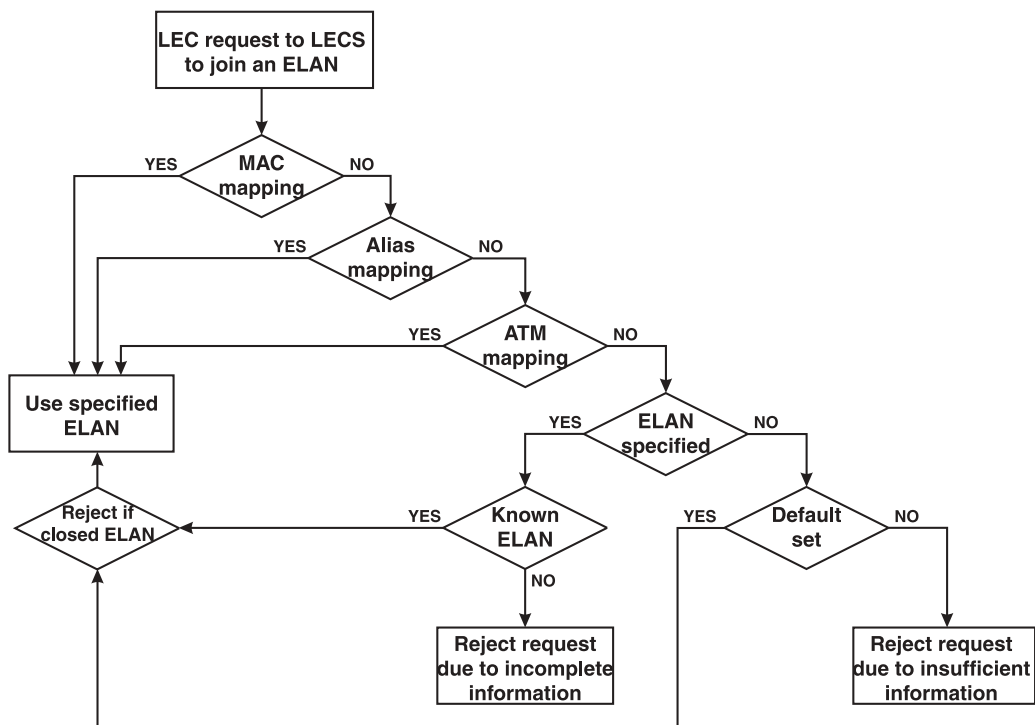 LEC request to LECS
to join an ELAN
YES
MAC
mapping
NO
YES
Alias
mapping
NO
YES
ATM
mapping
NO
Use specified
ELAN
YES
ELAN
specified
NO
Reject if
closed ELAN
YES
Known
ELAN
YES
Default
set
NO
NO
Reject request
due to incomplete
information
Reject request
due to insufficient
information